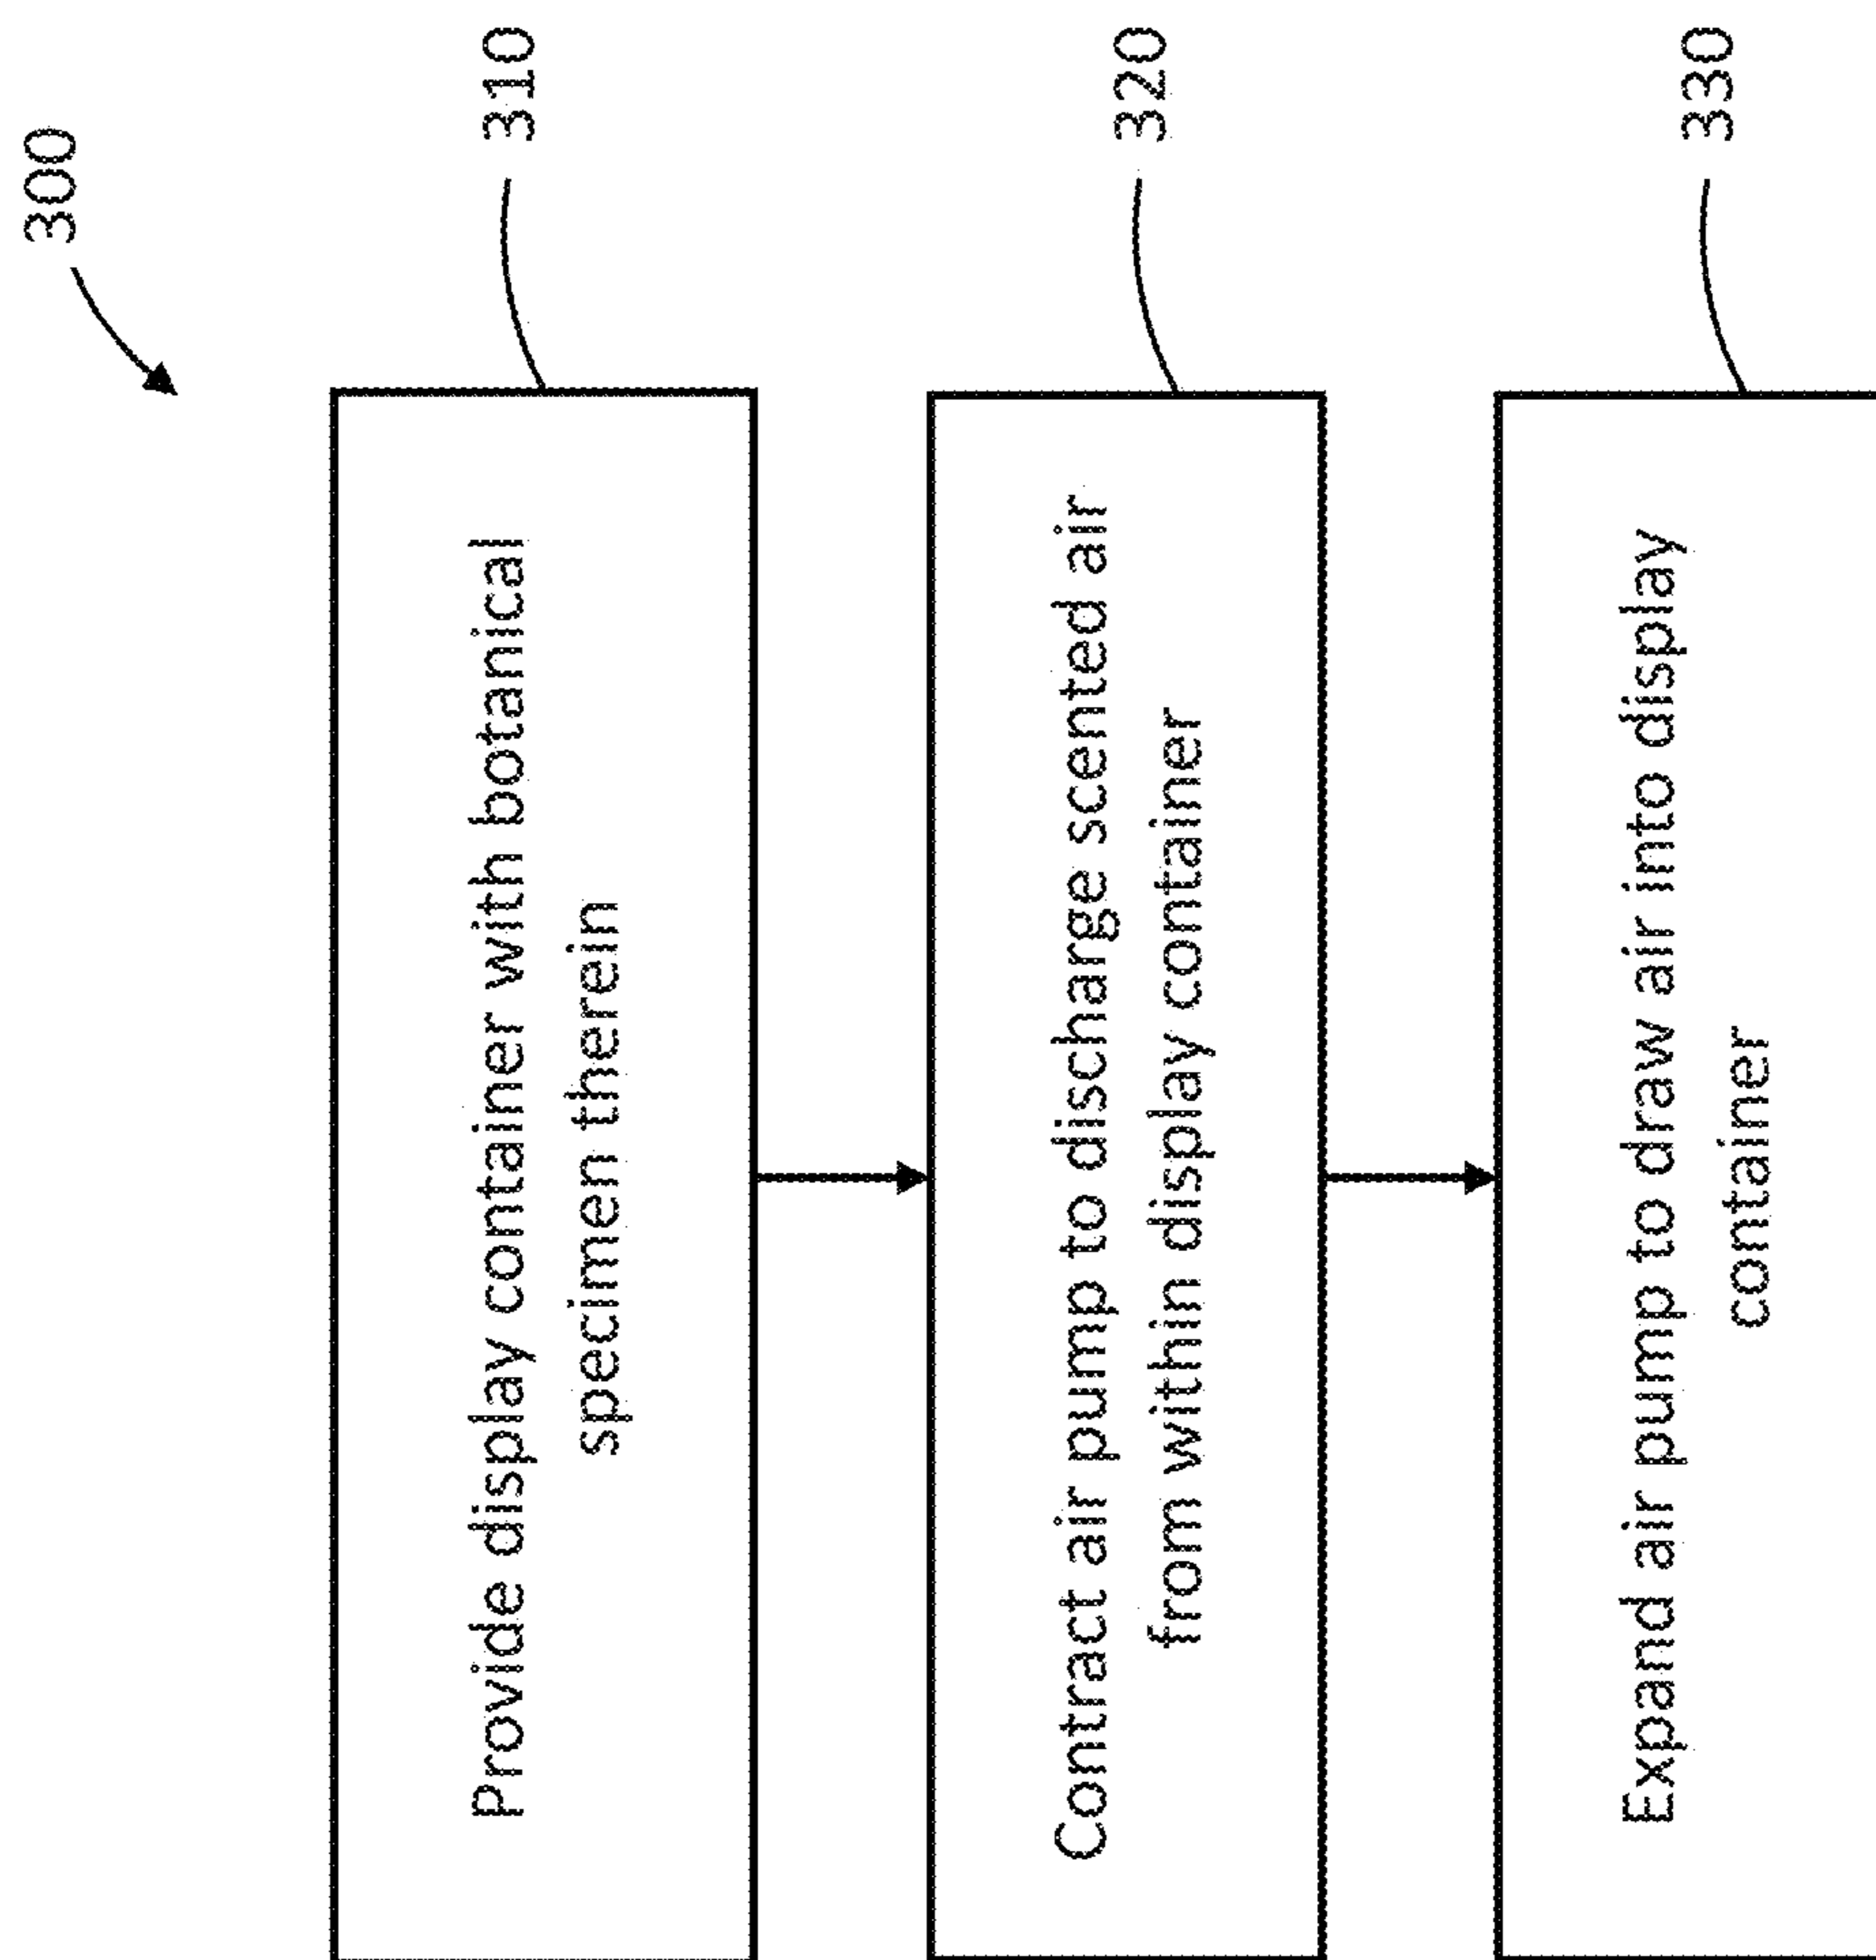 300
Provide display container with botanical
specimen therein
310
Contract air pump to discharge scented air
from within display container
320
Expand air pump to draw air into display
container
330